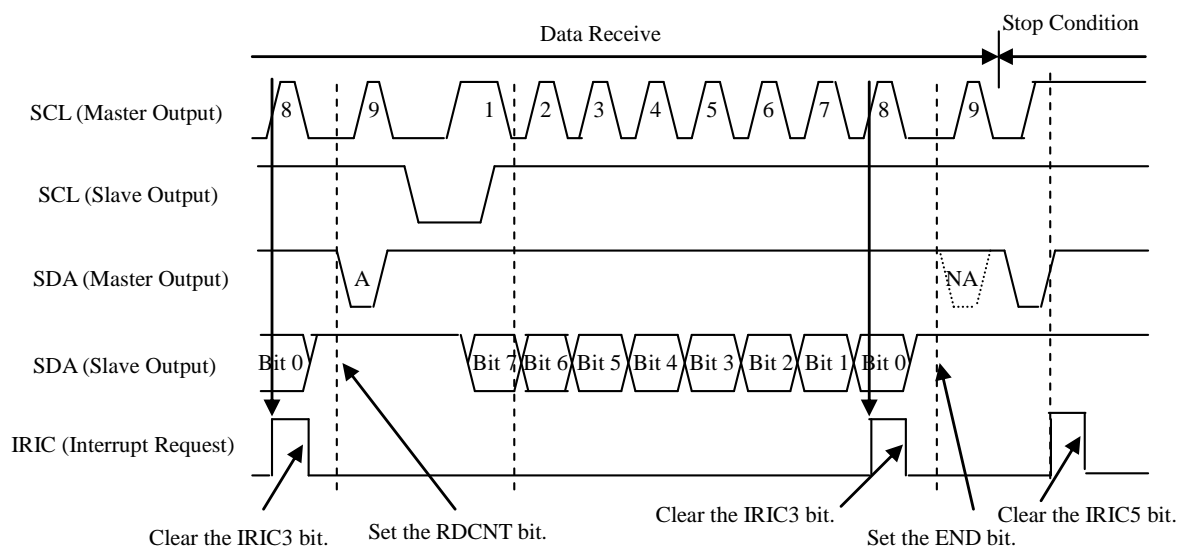 Data Receive
Stop Condition
SCL (Master Output)
8 9 1 2 3 4 5 6 7 8 9
SCL (Slave Output)
SDA (Master Output)
A NA
SDA (Slave Output)
Bit 0 Bit 7 Bit 6 Bit 5 Bit 4 Bit 3 Bit 2 Bit 1 Bit 0
IRIC (Interrupt Request)
Clear the IRIC3 bit. Set the RDCNT bit. Clear the IRIC3 bit. Set the END bit. Clear the IRIC5 bit.